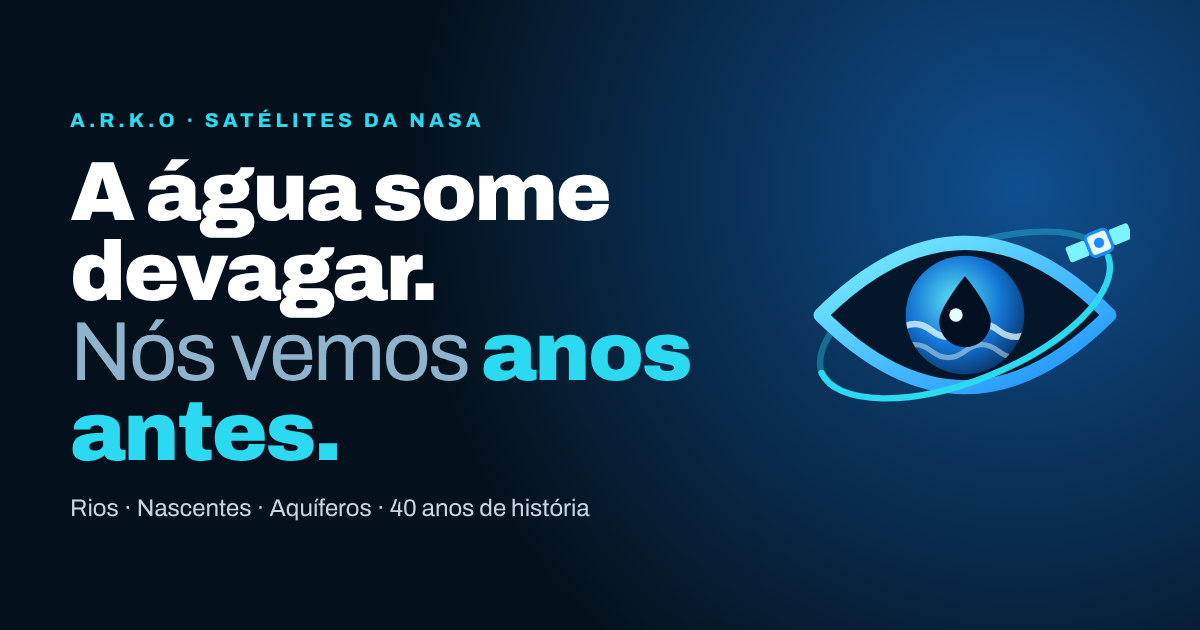 A.R.K.O · SATÉLITES DA NASA
A água some
devagar.
Nós vemos anos
antes.
Rios · Nascentes · Aquíferos · 40 anos de história